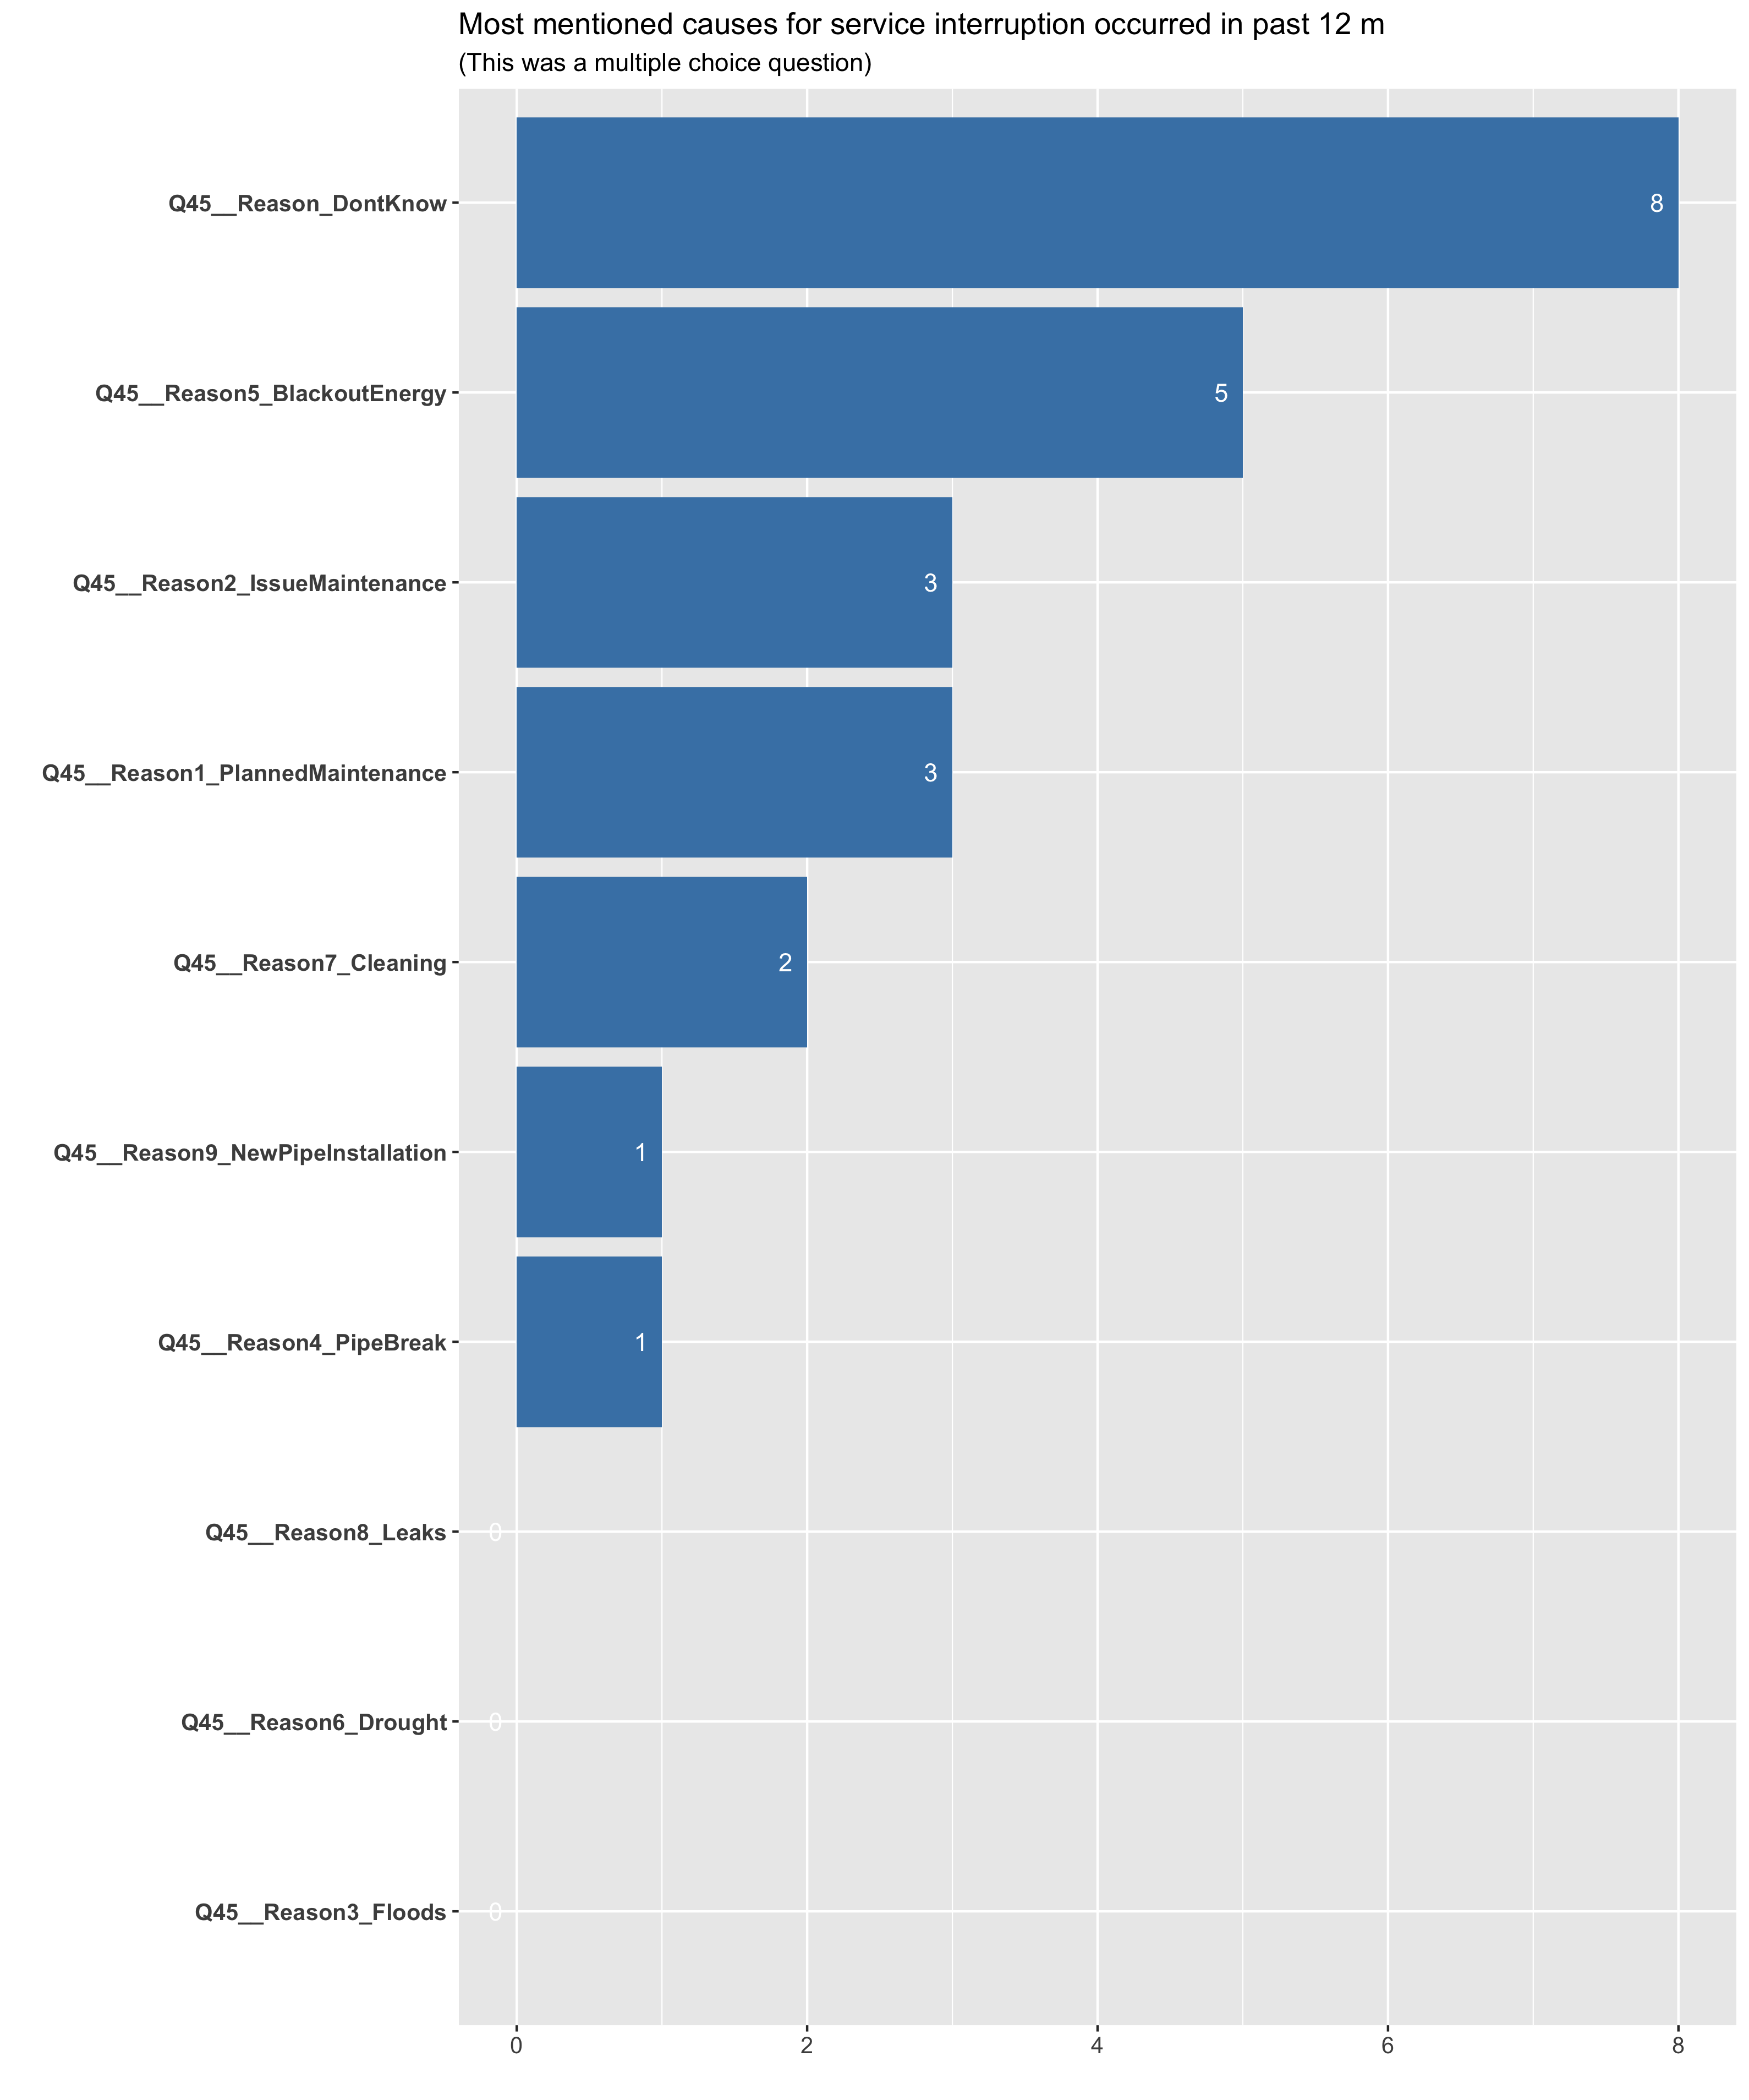 Most mentioned causes for service interruption occurred in past 12 m
(This was a multiple choice question)
Q45__Reason_DontKnow 8
Q45__Reason5_BlackoutEnergy 5
Q45__Reason2_IssueMaintenance 3
Q45__Reason1_PlannedMaintenance 3
Q45__Reason7_Cleaning 2
Q45__Reason9_NewPipeInstallation 1
Q45__Reason4_PipeBreak 1
Q45__Reason8_Leaks 0
Q45__Reason6_Drought 0
Q45__Reason3_Floods 0
0 2 4 6 8